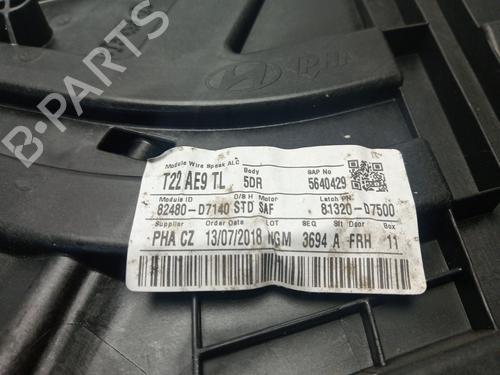 B-PARTS
PHA
Module Wire Speak ALC Body SAP No
T22 AE9 TL 5DR 5640429
Module ID D/B H Motor Latch PN
82480-D7140 STD SAF 81320-D7500
Supplier Order Date LOT SEQ Sft Door Box
PHA CZ 13/07/2018 NGM 3694 A FRH 11